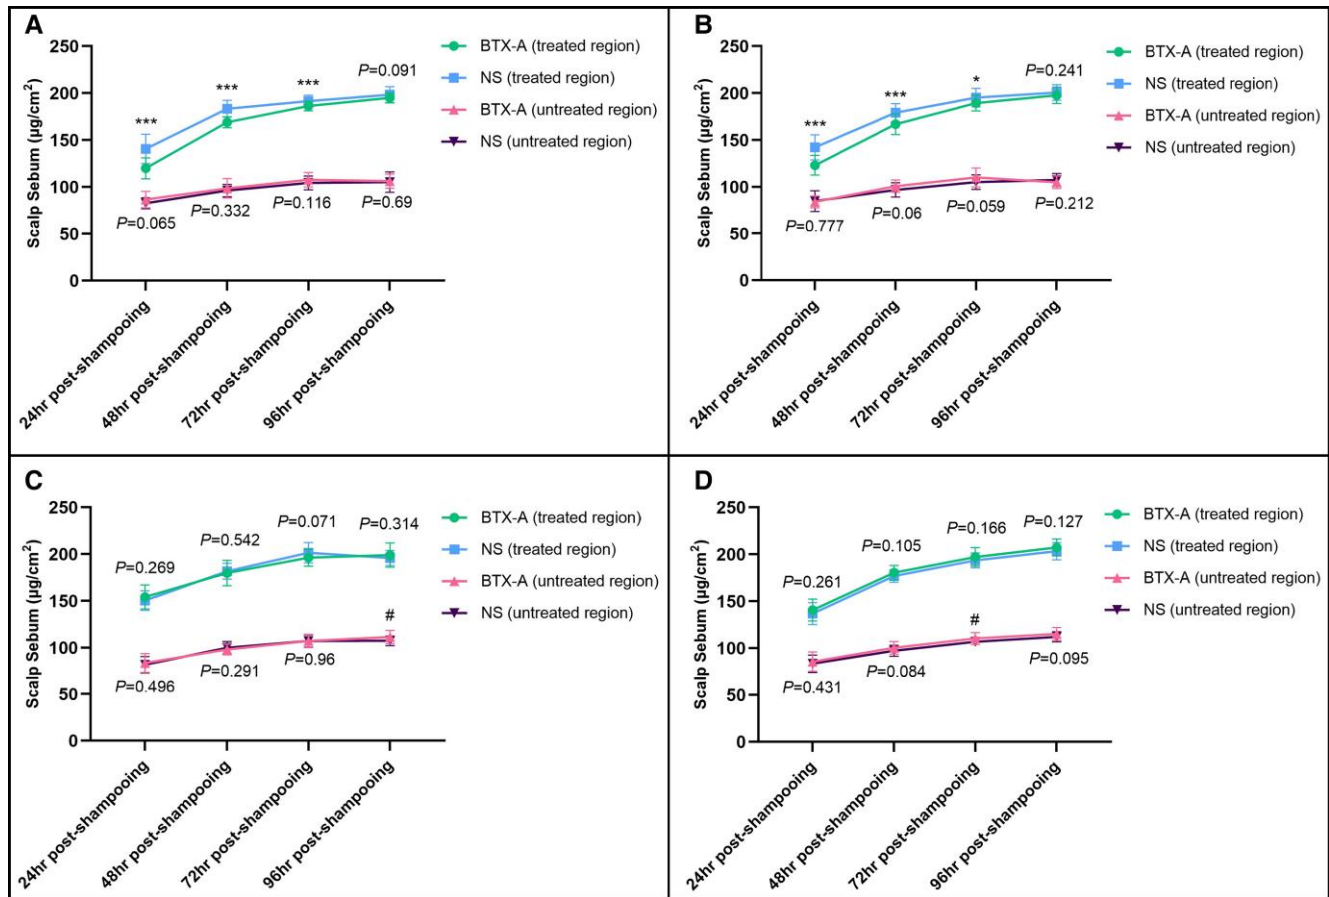 A
Scalp Sebum (µg/cm²)
250
200
150
100
50
0
***
***
***
P=0.091
P=0.065
P=0.332
P=0.116
P=0.69
24hr post-shampooing
48hr post-shampooing
72hr post-shampooing
96hr post-shampooing
BTX-A (treated region)
NS (treated region)
BTX-A (untreated region)
NS (untreated region)
B
Scalp Sebum (µg/cm²)
250
200
150
100
50
0
***
***
*
P=0.241
P=0.777
P=0.06
P=0.059
P=0.212
24hr post-shampooing
48hr post-shampooing
72hr post-shampooing
96hr post-shampooing
BTX-A (treated region)
NS (treated region)
BTX-A (untreated region)
NS (untreated region)
C
Scalp Sebum (µg/cm²)
250
200
150
100
50
0
P=0.269
P=0.542
P=0.071
P=0.314
#
P=0.496
P=0.291
P=0.96
24hr post-shampooing
48hr post-shampooing
72hr post-shampooing
96hr post-shampooing
BTX-A (treated region)
NS (treated region)
BTX-A (untreated region)
NS (untreated region)
D
Scalp Sebum (µg/cm²)
250
200
150
100
50
0
P=0.261
P=0.105
P=0.166
P=0.127
#
P=0.431
P=0.084
P=0.095
24hr post-shampooing
48hr post-shampooing
72hr post-shampooing
96hr post-shampooing
BTX-A (treated region)
NS (treated region)
BTX-A (untreated region)
NS (untreated region)